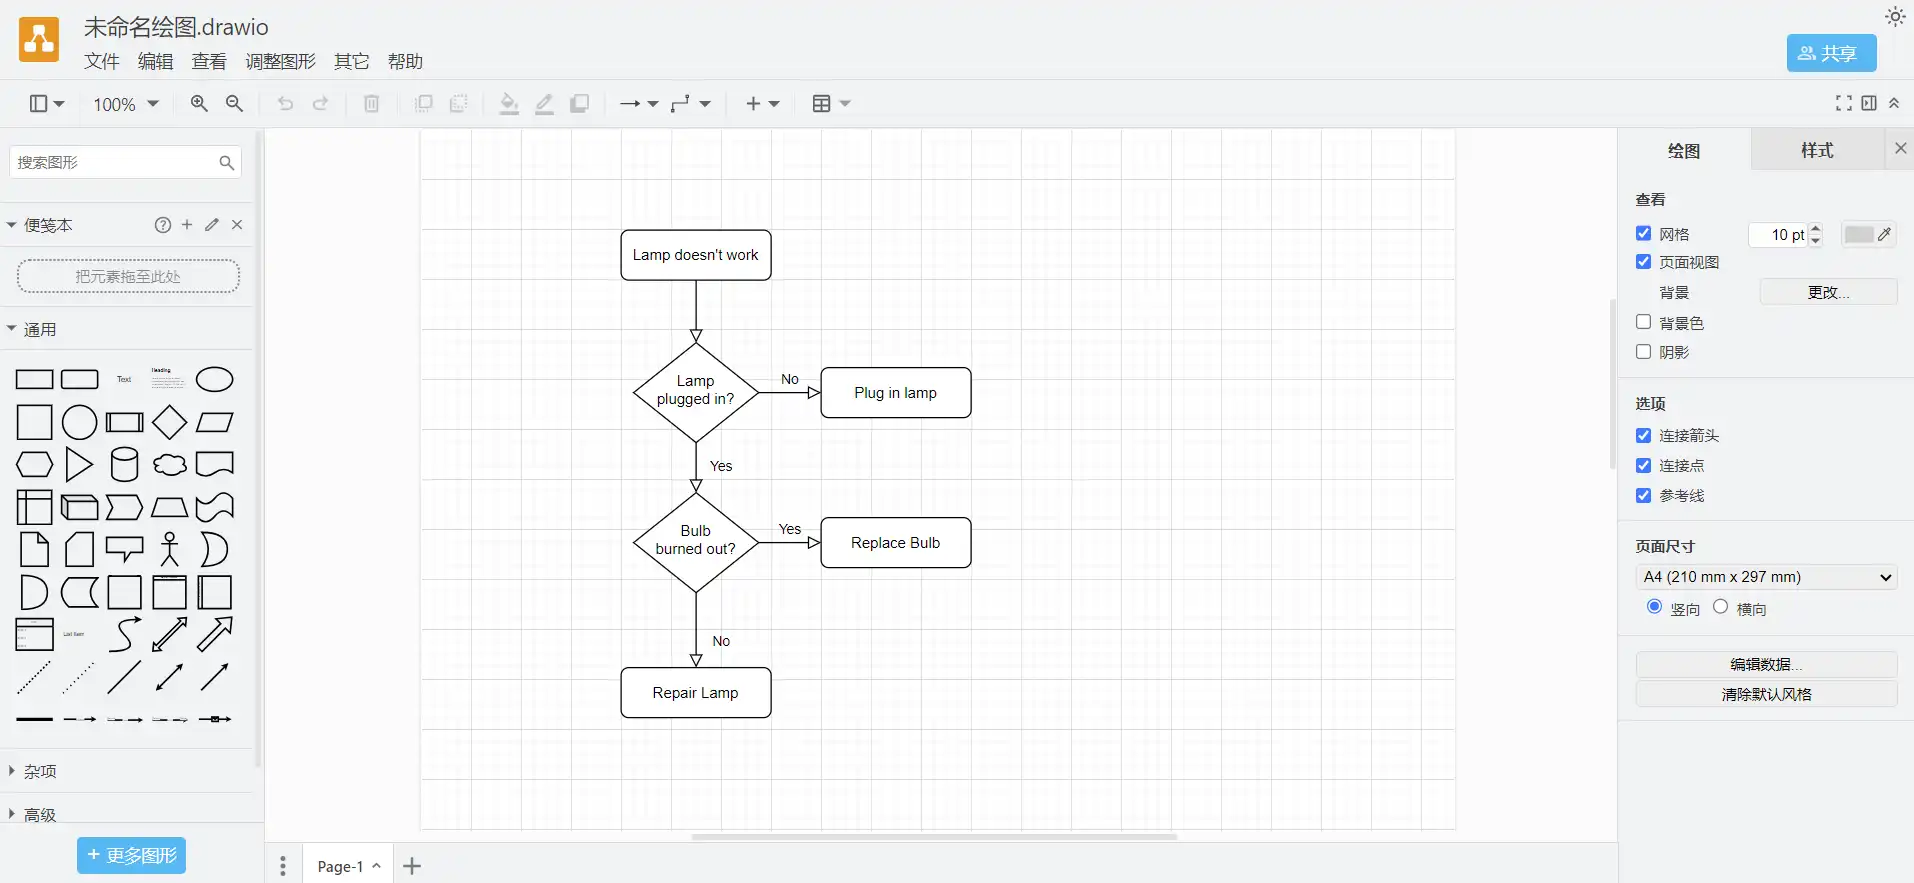 未命名绘图.drawio
文件 编辑 查看 调整图形 其它 帮助
共享
100%
搜索图形
便笺本
把元素拖至此处
通用
Text
Heading
List Item
杂项
高级
+ 更多图形
Lamp doesn't work
Lamp
plugged in?
No
Plug in lamp
Yes
Bulb
burned out?
Yes
Replace Bulb
No
Repair Lamp
Page-1
绘图 样式
查看
网格 10 pt
页面视图
背景 更改...
背景色
阴影
选项
连接箭头
连接点
参考线
页面尺寸
A4 (210 mm x 297 mm)
竖向 横向
编辑数据...
清除默认风格